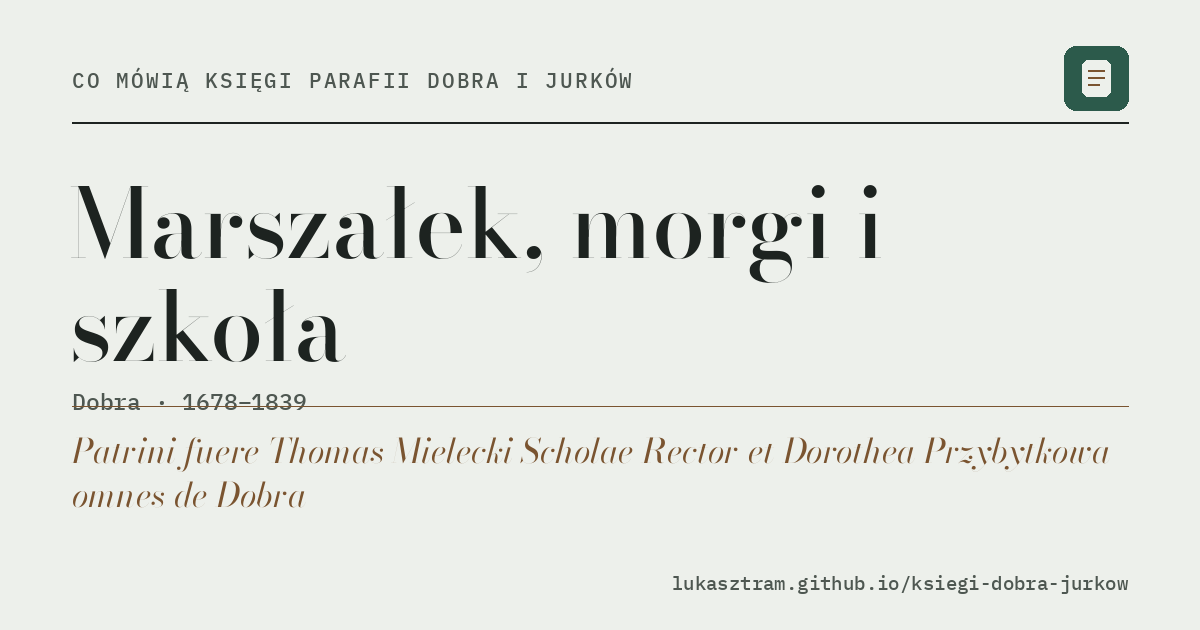 CO MÓWIĄ KSIĘGI PARAFII DOBRA I JURKÓW
Marszałek, morgi i
szkoła
Dobra · 1678–1839
Patrini fuere Thomas Mielecki Scholae Rector et Dorothea Przybytkowa
omnes de Dobra
lukasztram.github.io/ksiegi-dobra-jurkow